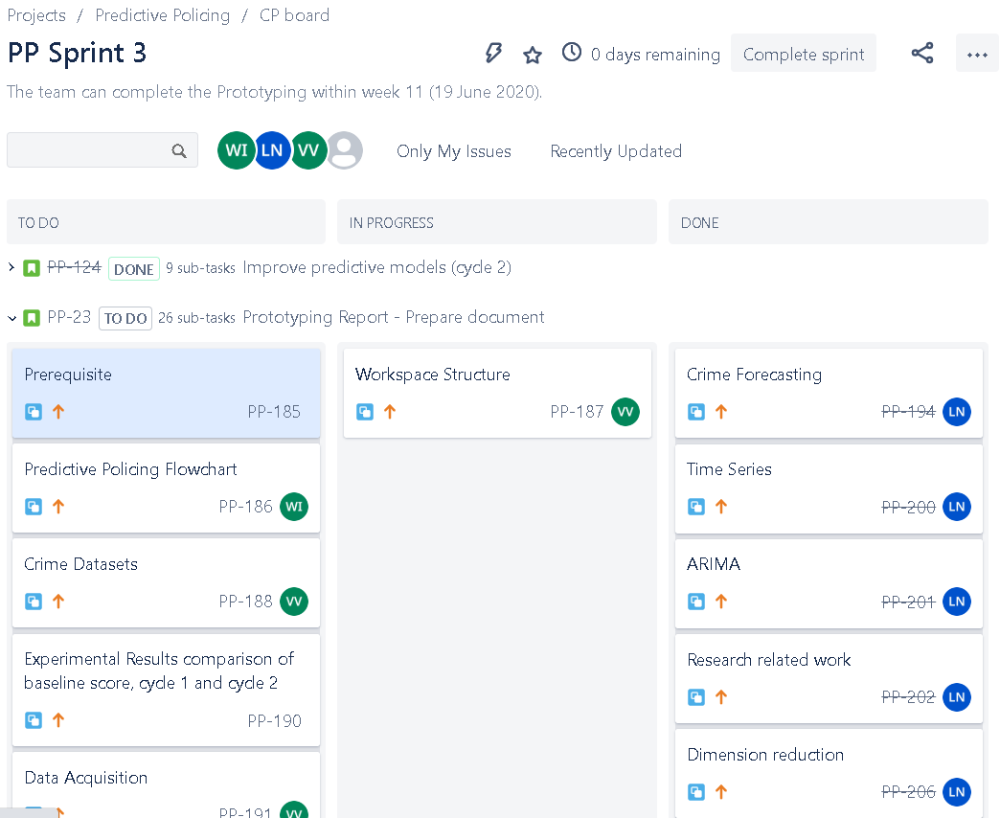 Projects / Predictive Policing / CP board
PP Sprint 3
0 days remaining
Complete sprint
The team can complete the Prototyping within week 11 (19 June 2020).
WI LN VV
Only My Issues
Recently Updated
TO DO
IN PROGRESS
DONE
PP-124 DONE 9 sub-tasks Improve predictive models (cycle 2)
PP-23 TO DO 26 sub-tasks Prototyping Report - Prepare document
Prerequisite
PP-185
Predictive Policing Flowchart
PP-186 WI
Crime Datasets
PP-188 VV
Experimental Results comparison of
baseline score, cycle 1 and cycle 2
PP-190
Data Acquisition
PP-191 VV
Workspace Structure
PP-187 VV
Crime Forecasting
PP-194 LN
Time Series
PP-200 LN
ARIMA
PP-201 LN
Research related work
PP-202 LN
Dimension reduction
PP-206 LN